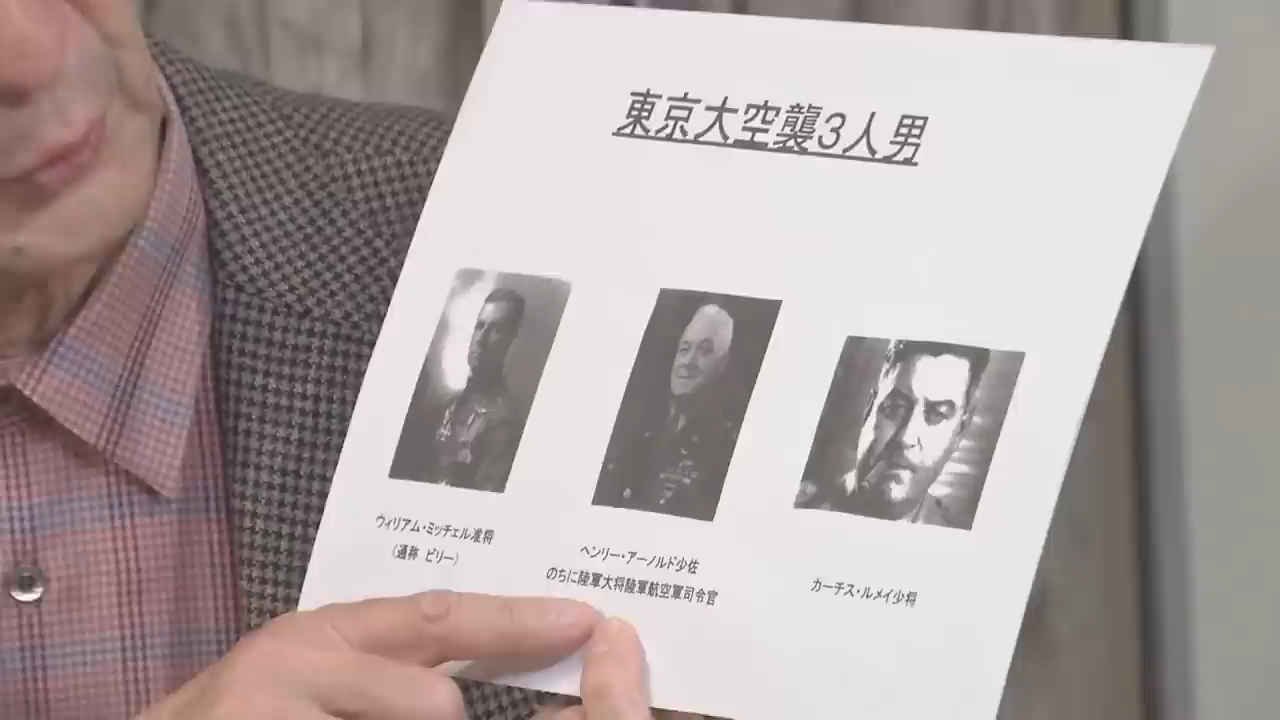 東京大空襲3人男
ウィリアム・ミッチェル准将
（通称 ビリー）
ヘンリー・アーノルド少佐
のちに陸軍大将陸軍航空軍司令官
カーチス・ルメイ少将